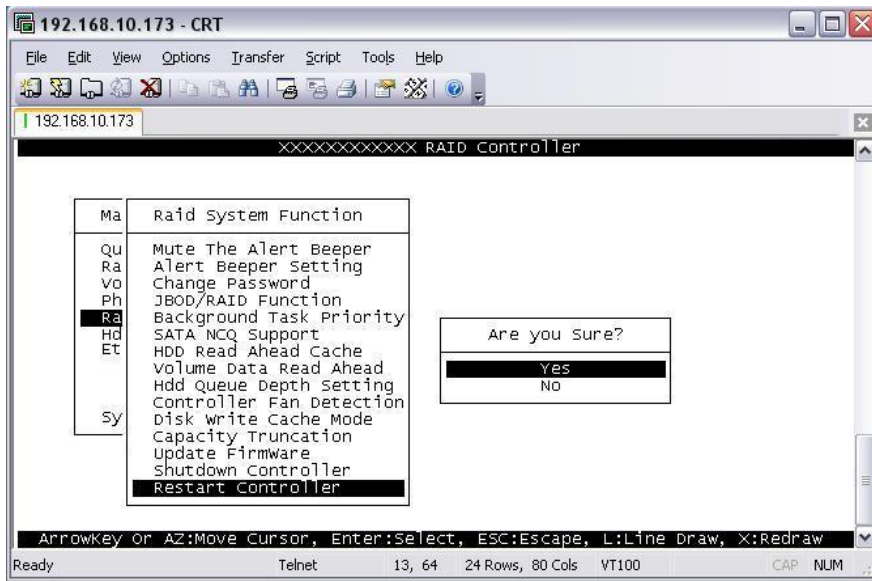 192.168.10.173 - CRT
File Edit View Options Transfer Script Tools Help
192.168.10.173
XXXXXXXXXXXX RAID Controller
Ma
Qu
Ra
Vo
Ph
Ra
Hd
Et
Sy
Raid System Function
Mute The Alert Beeper
Alert Beeper Setting
Change Password
JBOD/RAID Function
Background Task Priority
SATA NCQ Support
HDD Read Ahead Cache
Volume Data Read Ahead
Hdd Queue Depth Setting
Controller Fan Detection
Disk Write Cache Mode
Capacity Truncation
Update FirmWare
Shutdown Controller
Restart Controller
Are you Sure?
Yes
No
ArrowKey Or AZ:Move Cursor, Enter:Select, ESC:Escape, L:Line Draw, X:Redraw
Ready Telnet 13, 64 24 Rows, 80 Cols VT100 CAP NUM